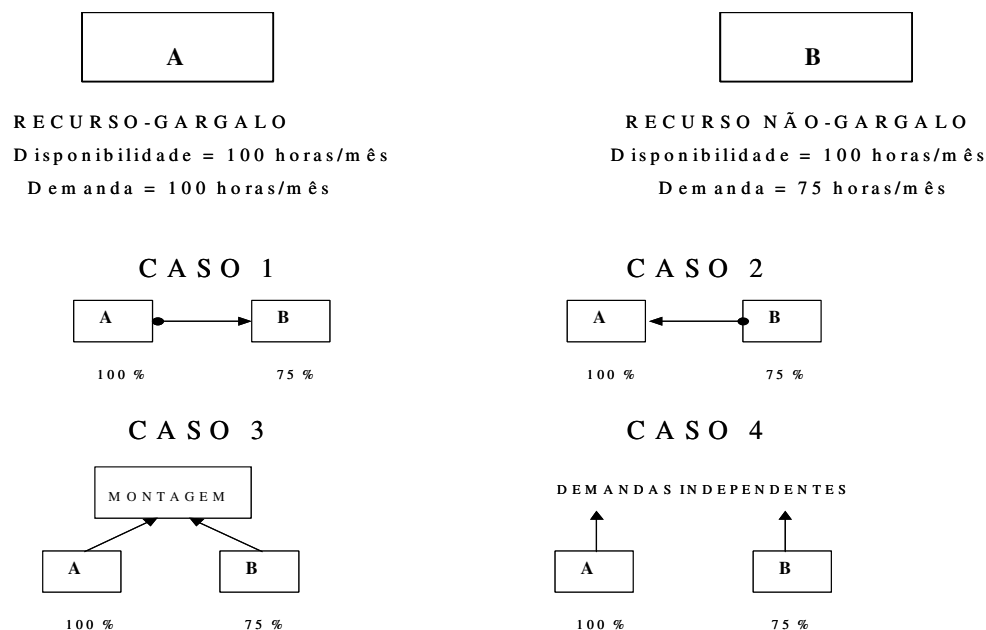 A B
RECURSO-GARGALO RECURSO NÃO-GARGALO
Disponibilidade = 100 horas/mês Disponibilidade = 100 horas/mês
Demanda = 100 horas/mês Demanda = 75 horas/mês
CASO 1 CASO 2
A B A B
100 % 75 % 100 % 75 %
CASO 3 CASO 4
MONTAGEM DEMANDAS INDEPENDENTES
A B A B
100 % 75 % 100 % 75 %